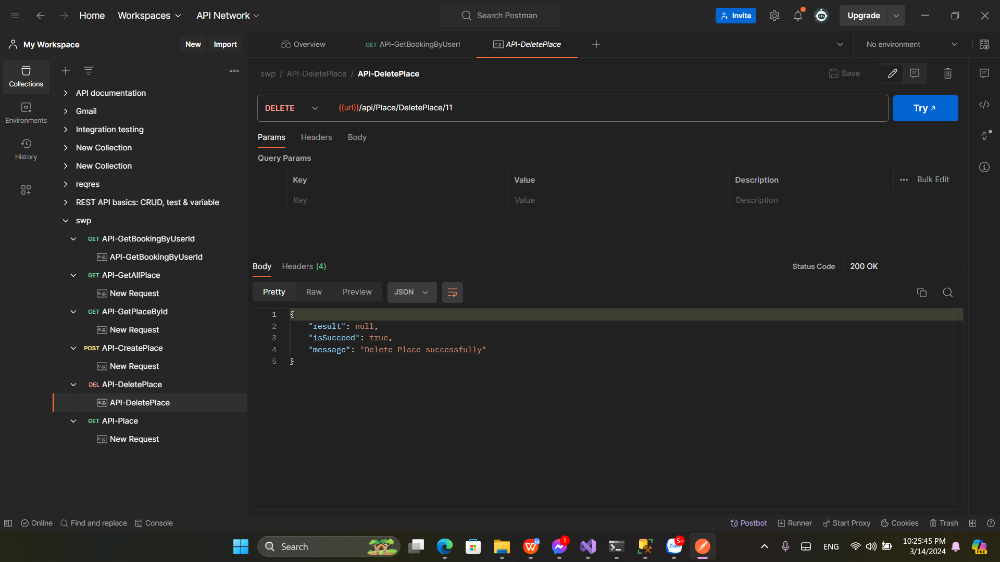 Home
Workspaces
API Network
Search Postman
Invite
Upgrade
My Workspace
New
Import
Overview
GET API-GetBookingByUserI
e.g. API-DeletePlace
No environment
Collections
Environments
History
API documentation
Gmail
Integration testing
New Collection
New Collection
reqres
REST API basics: CRUD, test & variable
swp
GET API-GetBookingByUserId
e.g. API-GetBookingByUserId
GET API-GetAllPlace
e.g. New Request
GET API-GetPlaceById
e.g. New Request
POST API-CreatePlace
e.g. New Request
DEL API-DeletePlace
e.g. API-DeletePlace
GET API-Place
e.g. New Request
swp / API-DeletePlace / API-DeletePlace
Save
DELETE
{{url}}/api/Place/DeletePlace/11
Try
Params Headers Body
Query Params
Key Value Description Bulk Edit
Key Value Description
Body Headers (4)
Status Code 200 OK
Pretty Raw Preview JSON
1 {
2 "result": null,
3 "isSucceed": true,
4 "message": "Delete Place successfully"
5 }
Online Find and replace Console
Postbot Runner Start Proxy Cookies Trash
Search
1
Zalo
5+
ENG
10:25:45 PM
3/14/2024
PRE